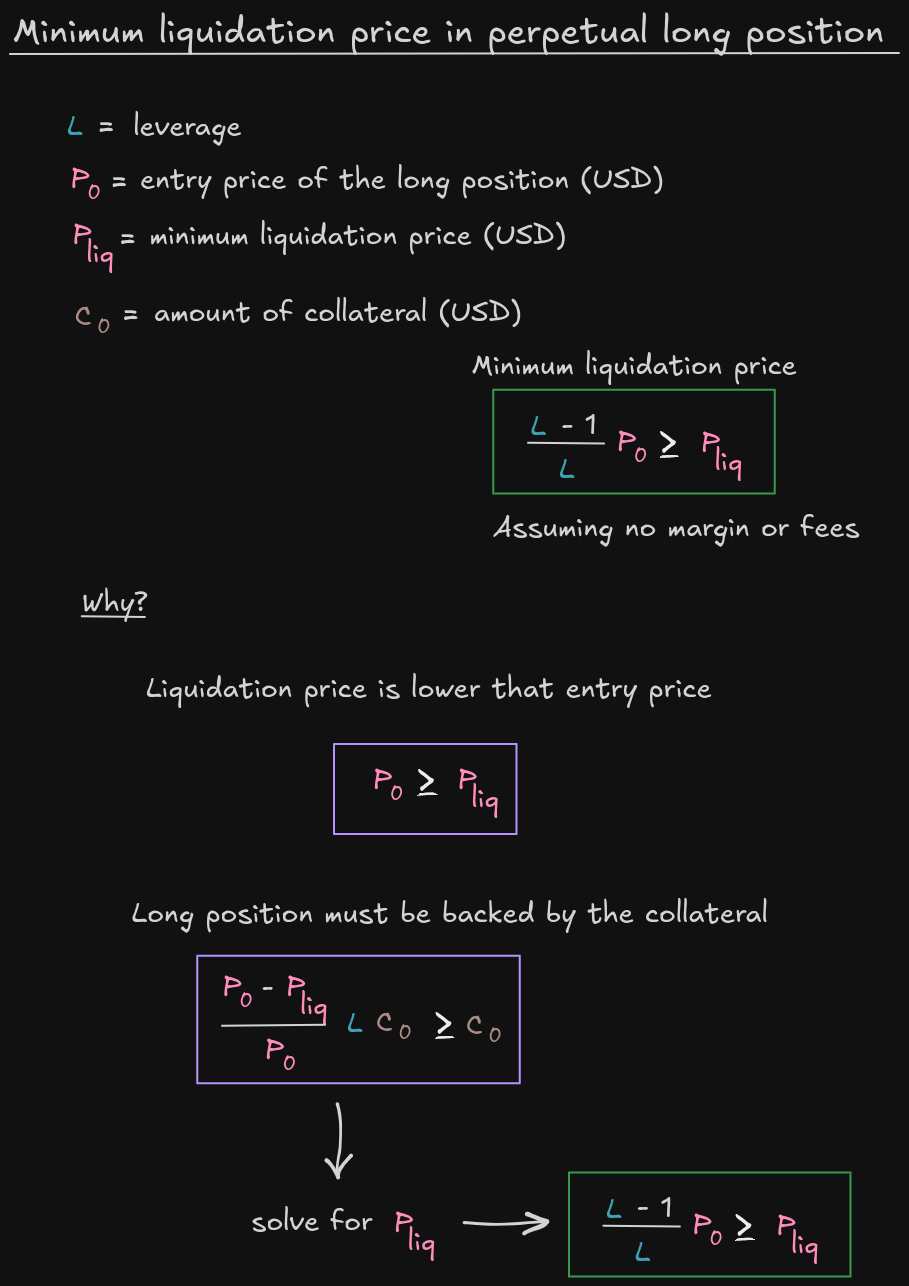 Minimum liquidation price in perpetual long position
L = leverage
P0 = entry price of the long position (USD)
Pliq = minimum liquidation price (USD)
C0 = amount of collateral (USD)
Minimum liquidation price
L - 1
L
P0 ≥ Pliq
Assuming no margin or fees
Why?
Liquidation price is lower that entry price
P0 ≥ Pliq
Long position must be backed by the collateral
P0 - Pliq
P0
L C0 ≥ C0
solve for Pliq
L - 1
L
P0 ≥ Pliq